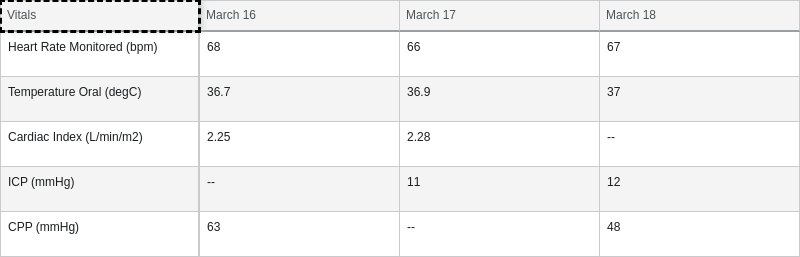 Vitals March 16 March 17 March 18
Heart Rate Monitored (bpm) 68 66 67
Temperature Oral (degC) 36.7 36.9 37
Cardiac Index (L/min/m2) 2.25 2.28 --
ICP (mmHg) -- 11 12
CPP (mmHg) 63 -- 48